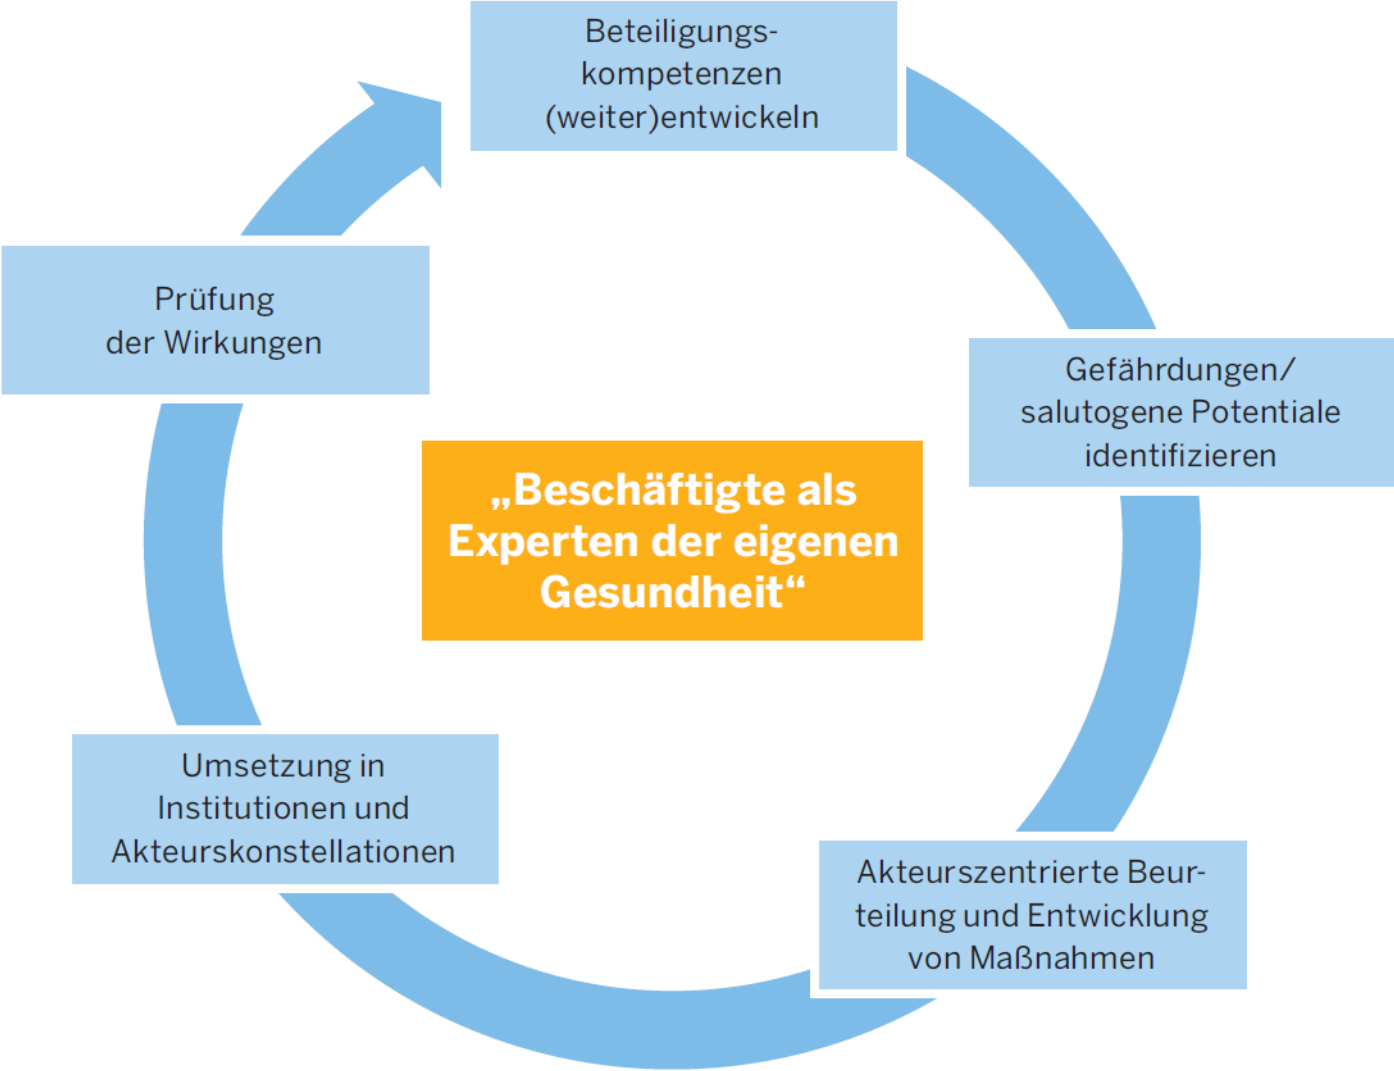 Beteiligungs-
kompetenzen
(weiter)entwickeln
Gefährdungen/
salutogene Potentiale
identifizieren
Akteurszentrierte Beur-
teilung und Entwicklung
von Maßnahmen
Umsetzung in
Institutionen und
Akteurskonstellationen
Prüfung
der Wirkungen
„Beschäftigte als
Experten der eigenen
Gesundheit“